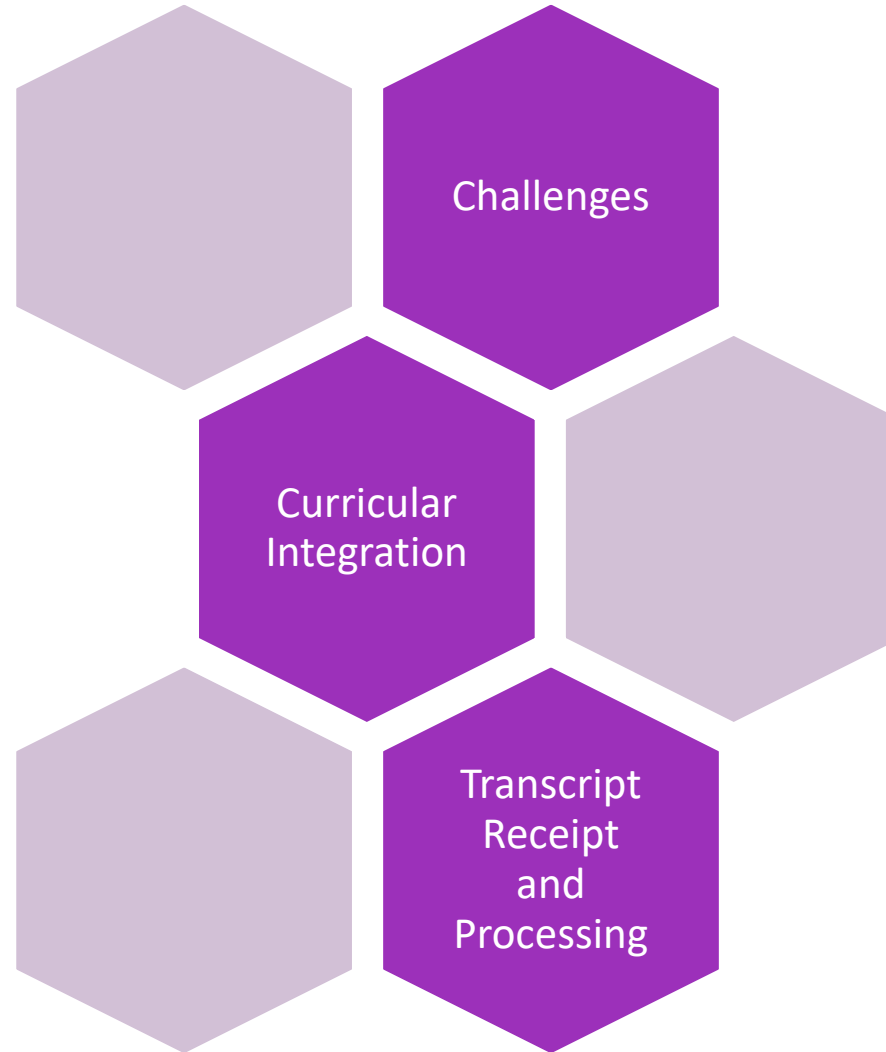 Challenges
Curricular
Integration
Transcript
Receipt
and
Processing